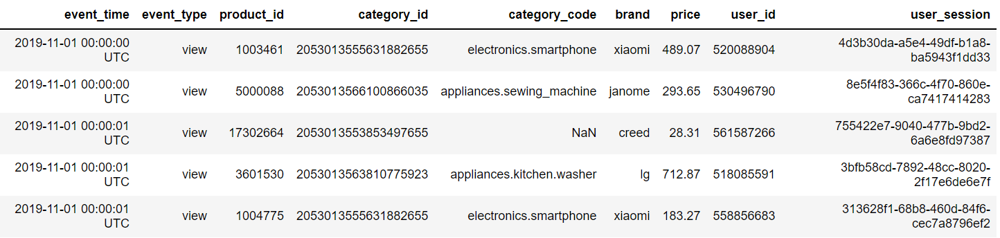 event_time event_type product_id category_id category_code brand price user_id user_session
2019-11-01 00:00:00 UTC view 1003461 2053013555631882655 electronics.smartphone xiaomi 489.07 520088904 4d3b30da-a5e4-49df-b1a8-ba5943f1dd33
2019-11-01 00:00:00 UTC view 5000088 2053013566100866035 appliances.sewing_machine janome 293.65 530496790 8e5f4f83-366c-4f70-860e-ca7417414283
2019-11-01 00:00:01 UTC view 17302664 2053013553853497655 NaN creed 28.31 561587266 755422e7-9040-477b-9bd2-6a6e8fd97387
2019-11-01 00:00:01 UTC view 3601530 2053013563810775923 appliances.kitchen.washer lg 712.87 518085591 3bfb58cd-7892-48cc-8020-2f17e6de6e7f
2019-11-01 00:00:01 UTC view 1004775 2053013555631882655 electronics.smartphone xiaomi 183.27 558856683 313628f1-68b8-460d-84f6-cec7a8796ef2